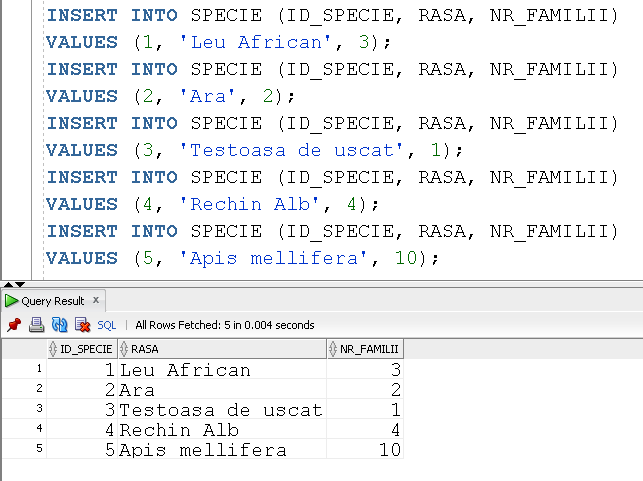 INSERT INTO SPECIE (ID_SPECIE, RASA, NR_FAMILII)
VALUES (1, 'Leu African', 3);
INSERT INTO SPECIE (ID_SPECIE, RASA, NR_FAMILII)
VALUES (2, 'Ara', 2);
INSERT INTO SPECIE (ID_SPECIE, RASA, NR_FAMILII)
VALUES (3, 'Testoasa de uscat', 1);
INSERT INTO SPECIE (ID_SPECIE, RASA, NR_FAMILII)
VALUES (4, 'Rechin Alb', 4);
INSERT INTO SPECIE (ID_SPECIE, RASA, NR_FAMILII)
VALUES (5, 'Apis mellifera', 10);
Query Result x
SQL | All Rows Fetched: 5 in 0.004 seconds
ID_SPECIE RASA NR_FAMILII
1 1 Leu African 3
2 2 Ara 2
3 3 Testoasa de uscat 1
4 4 Rechin Alb 4
5 5 Apis mellifera 10